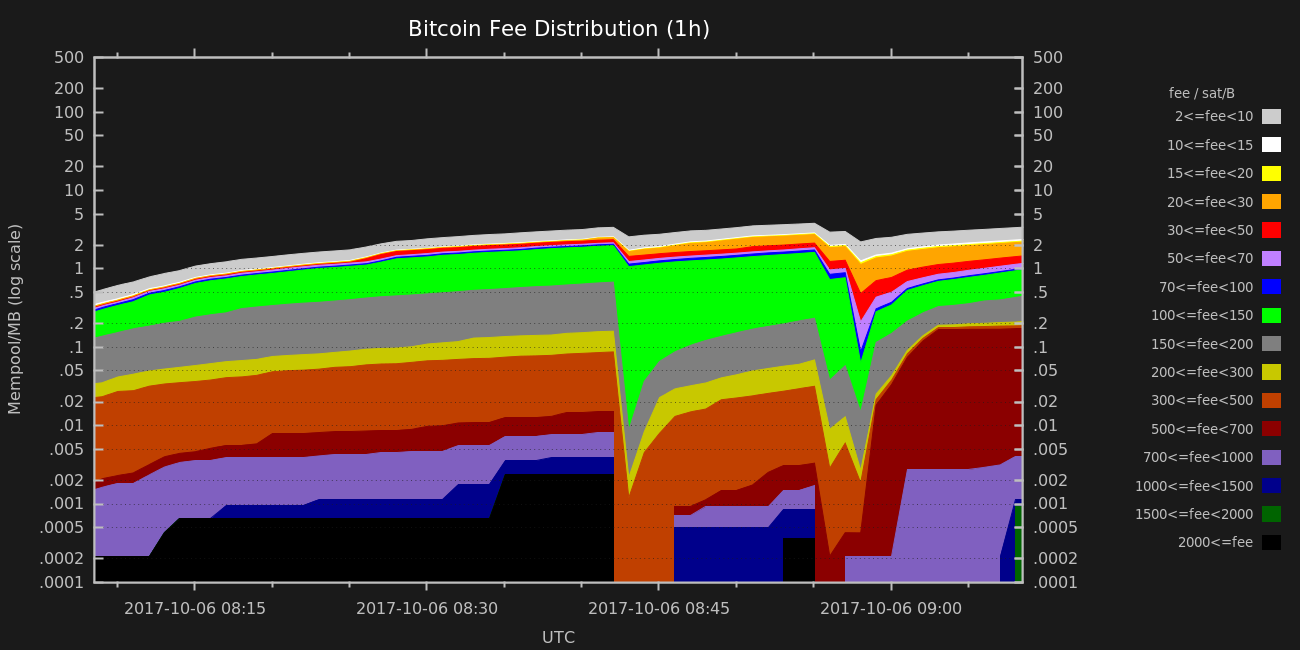 Bitcoin Fee Distribution (1h)
500 500
200 200
100 100
50 50
20 20
10 10
5 5
2 2
1 1
.5 .5
.2 .2
.1 .1
.05 .05
.02 .02
.01 .01
.005 .005
.002 .002
.001 .001
.0005 .0005
.0002 .0002
.0001 .0001
Mempool/MB (log scale)
2017-10-06 08:15 2017-10-06 08:30 2017-10-06 08:45 2017-10-06 09:00
UTC
fee / sat/B
2<=fee<10
10<=fee<15
15<=fee<20
20<=fee<30
30<=fee<50
50<=fee<70
70<=fee<100
100<=fee<150
150<=fee<200
200<=fee<300
300<=fee<500
500<=fee<700
700<=fee<1000
1000<=fee<1500
1500<=fee<2000
2000<=fee